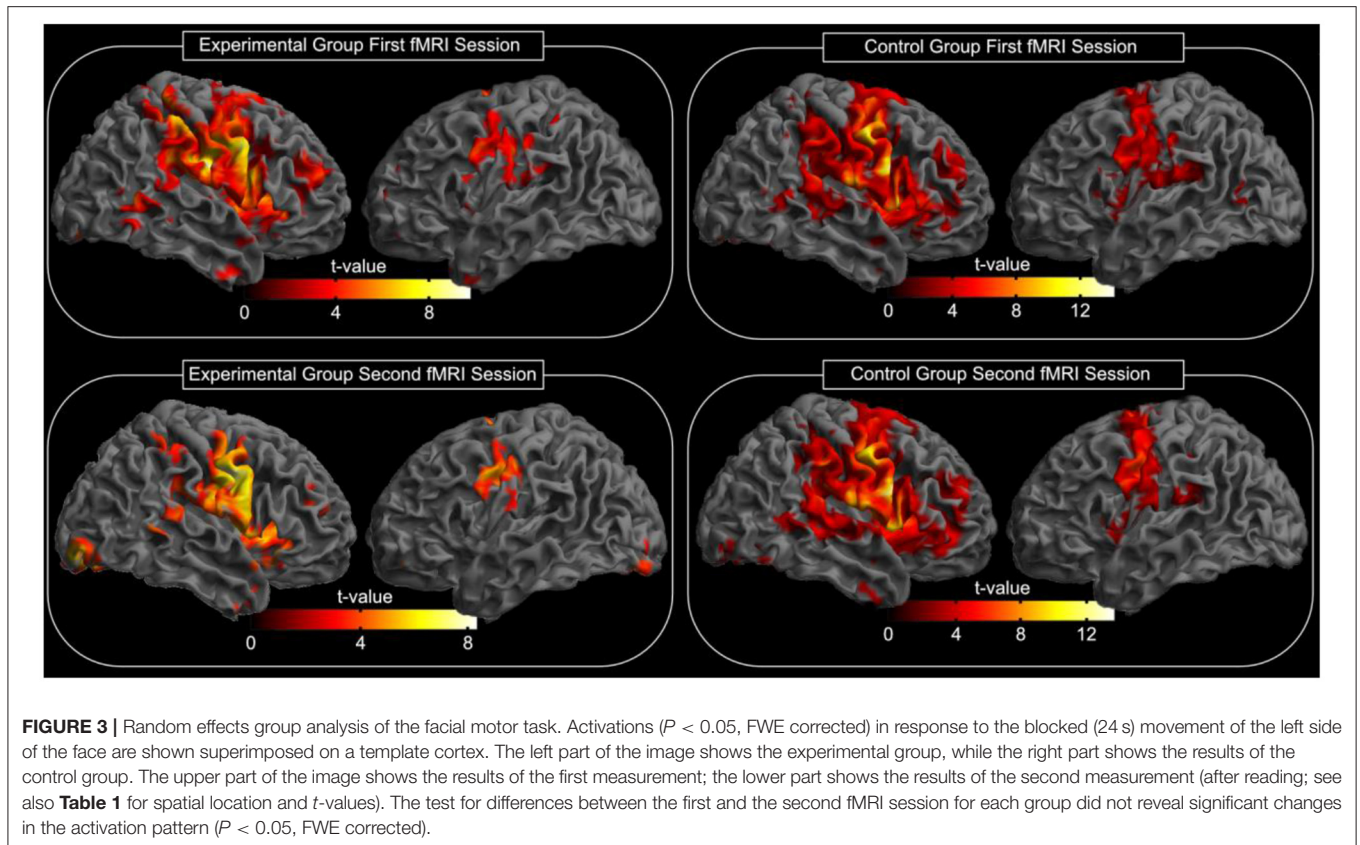 Experimental Group First fMRI Session
Control Group First fMRI Session
t-value
0 4 8
t-value
0 4 8 12
Experimental Group Second fMRI Session
Control Group Second fMRI Session
t-value
0 4 8
t-value
0 4 8 12
FIGURE 3 | Random effects group analysis of the facial motor task. Activations (P < 0.05, FWE corrected) in response to the blocked (24 s) movement of the left side
of the face are shown superimposed on a template cortex. The left part of the image shows the experimental group, while the right part shows the results of the
control group. The upper part of the image shows the results of the first measurement; the lower part shows the results of the second measurement (after reading; see
also Table 1 for spatial location and t-values). The test for differences between the first and the second fMRI session for each group did not reveal significant changes
in the activation pattern (P < 0.05, FWE corrected).